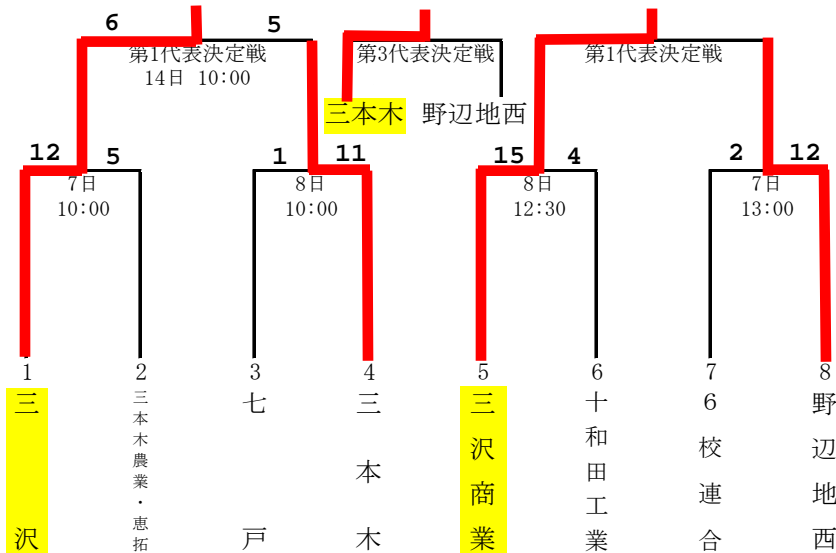 6 5
第1代表決定戦
14日 10:00
第3代表決定戦
三本木 野辺地西
第1代表決定戦
12 5
7日
10:00
1 11
8日
10:00
15 4
8日
12:30
2 12
7日
13:00
1 2 3 4 5 6 7 8
三沢
三本木農業・恵拓
七戸
三本木
三沢商業
十和田工業
6校連合
野辺地西